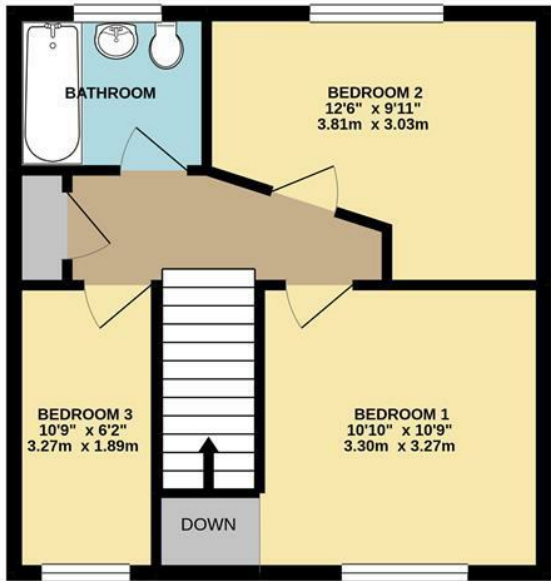 BATHROOM
BEDROOM 2
12'6" x 9'11"
3.81m x 3.03m
BEDROOM 3
10'9" x 6'2"
3.27m x 1.89m
BEDROOM 1
10'10" x 10'9"
3.30m x 3.27m
DOWN